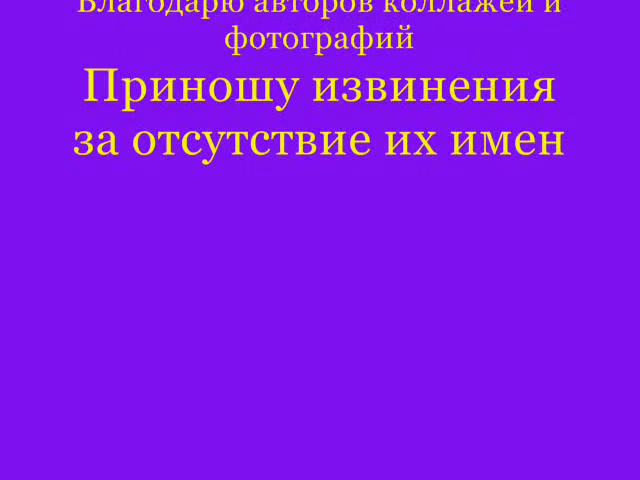 Благодарю авторов коллажей и
фотографий
Приношу извинения
за отсутствие их имен